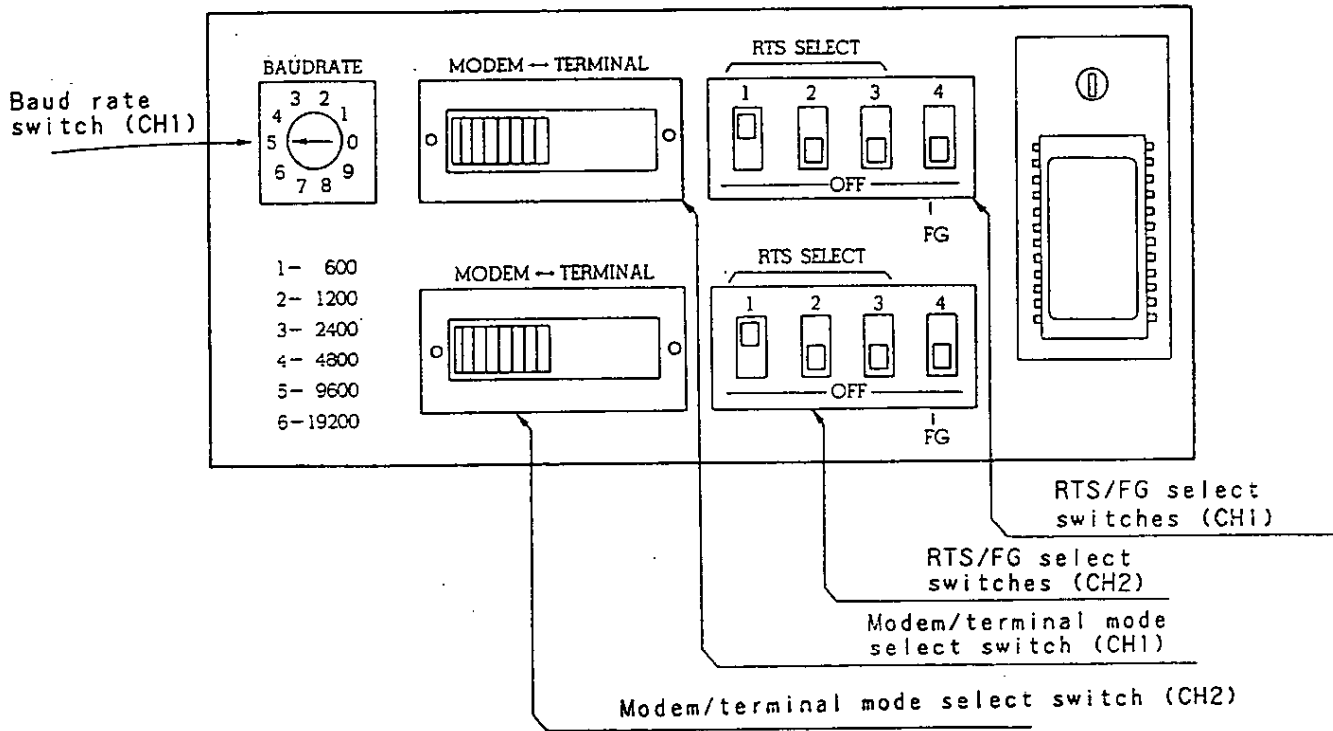 BAUDRATE
3 2
4 1
5 0
6 9
7 8
Baud rate
switch (CH1)
MODEM ↔ TERMINAL
RTS SELECT
1 2 3 4
OFF
FG
1- 600
2- 1200
3- 2400
4- 4800
5- 9600
6-19200
MODEM ↔ TERMINAL
RTS SELECT
1 2 3 4
OFF
FG
RTS/FG select
switches (CH1)
RTS/FG select
switches (CH2)
Modem/terminal mode
select switch (CH1)
Modem/terminal mode select switch (CH2)